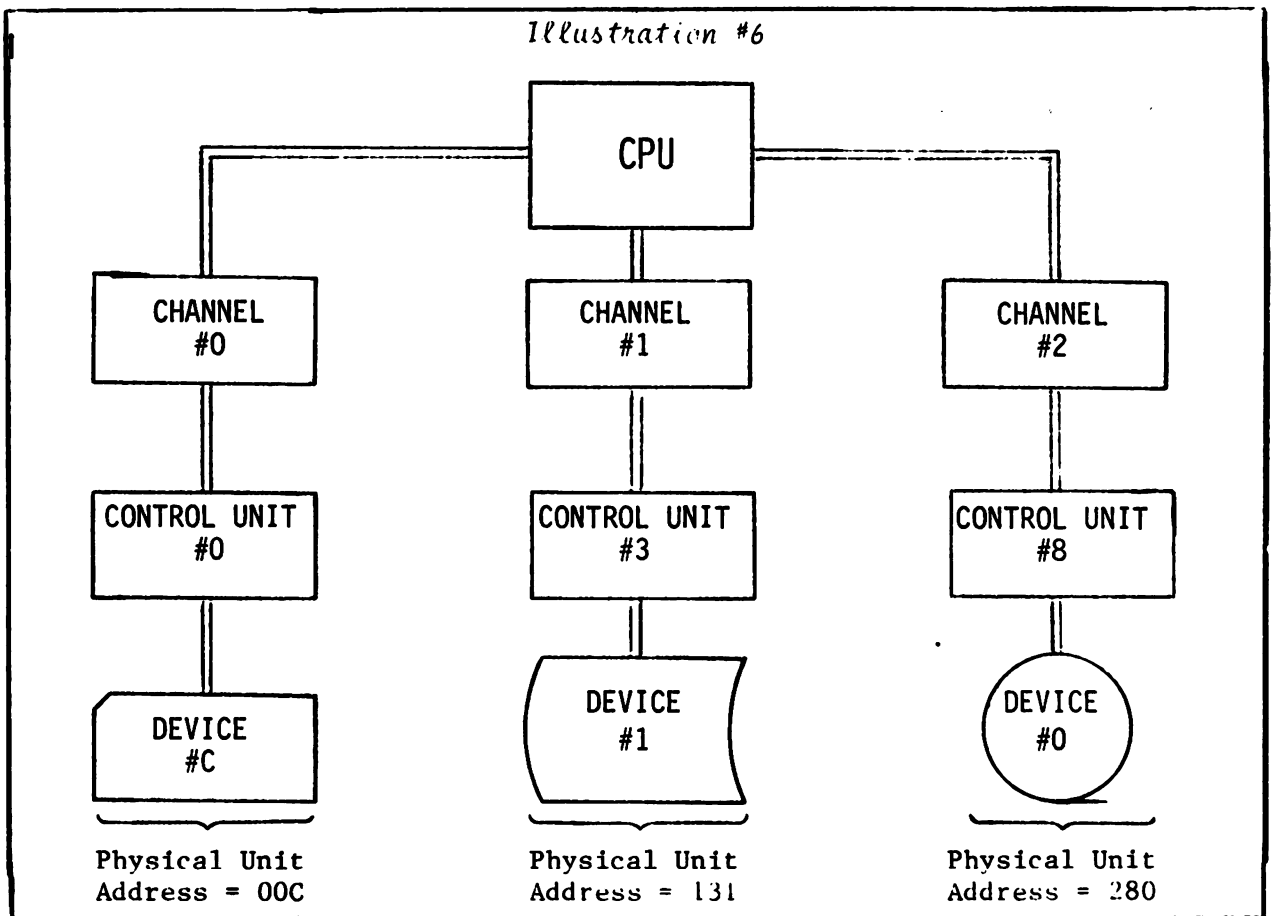 Illustration #6
CPU
CHANNEL
#0
CHANNEL
#1
CHANNEL
#2
CONTROL UNIT
#0
CONTROL UNIT
#3
CONTROL UNIT
#8
DEVICE
#C
DEVICE
#1
DEVICE
#0
Physical Unit
Address = 00C
Physical Unit
Address = 131
Physical Unit
Address = 280